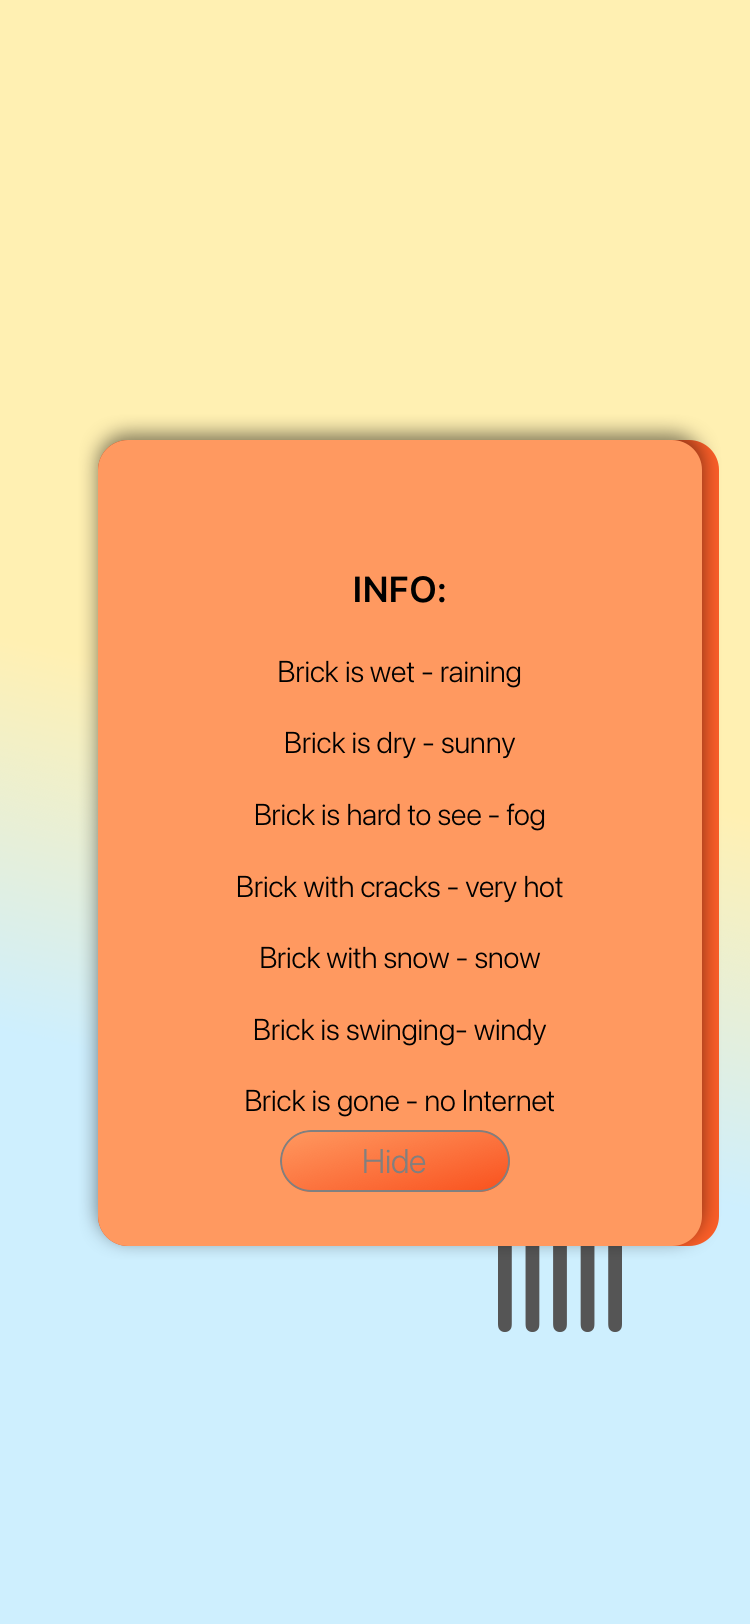 INFO:
Brick is wet - raining
Brick is dry - sunny
Brick is hard to see - fog
Brick with cracks - very hot
Brick with snow - snow
Brick is swinging- windy
Brick is gone - no Internet
Hide